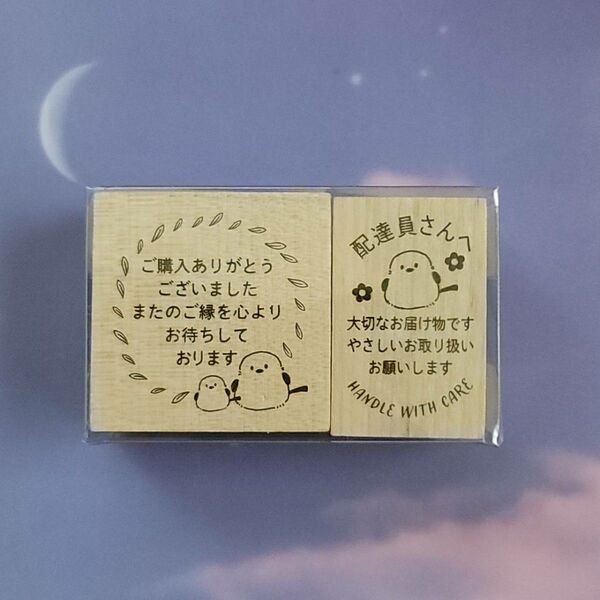 ご購入ありがとう
ございました
またのご縁を心より
お待ちして
おります
配達員さんへ
大切なお届け物です
やさしいお取り扱い
お願いします
HANDLE WITH CARE